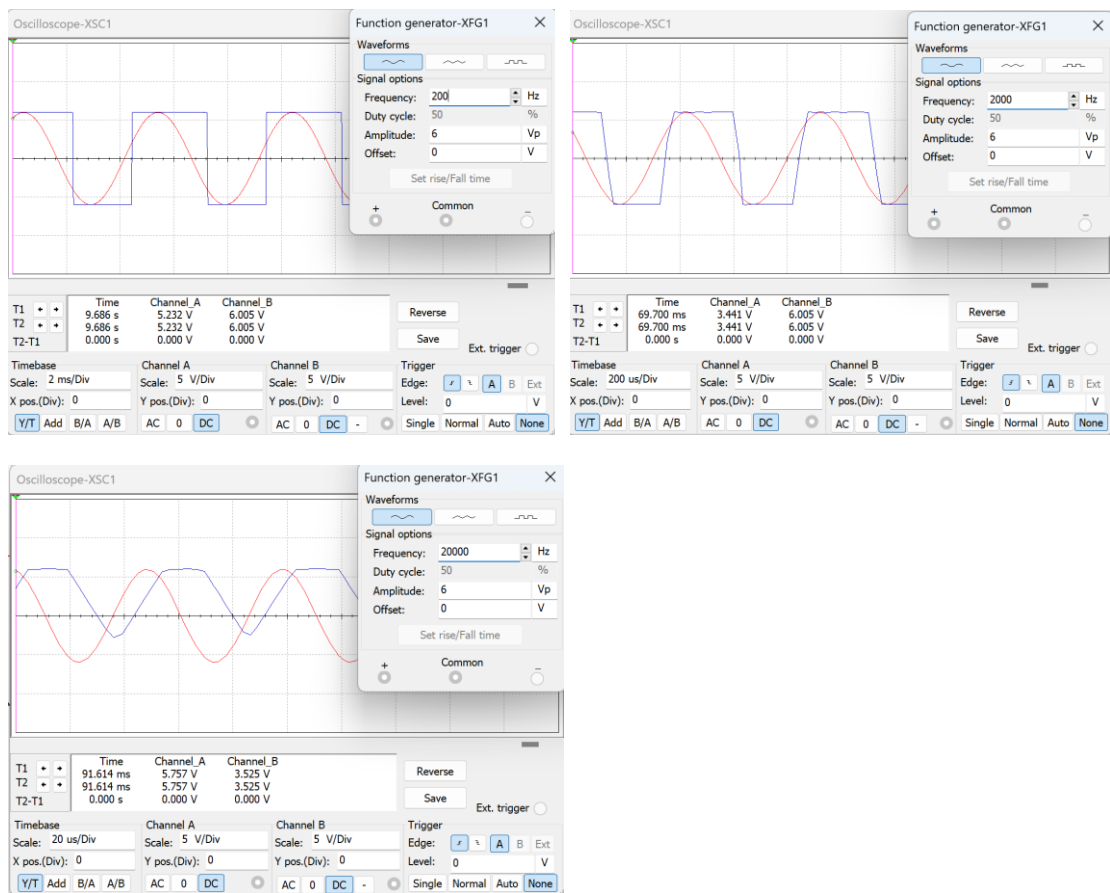 Oscilloscope-XSC1
Function generator-XFG1
Waveforms
Signal options
Frequency: 200 Hz
Duty cycle: 50 %
Amplitude: 6 Vp
Offset: 0 V
Set rise/Fall time
+ Common −
Time Channel_A Channel_B
T1 9.686 s 5.232 V 6.005 V
T2 9.686 s 5.232 V 6.005 V
T2-T1 0.000 s 0.000 V 0.000 V
Reverse
Save
Ext. trigger
Timebase
Scale: 2 ms/Div
X pos.(Div): 0
Y/T Add B/A A/B
Channel A
Scale: 5 V/Div
Y pos.(Div): 0
AC 0 DC
Channel B
Scale: 5 V/Div
Y pos.(Div): 0
AC 0 DC -
Trigger
Edge: A B Ext
Level: 0 V
Single Normal Auto None
Oscilloscope-XSC1
Function generator-XFG1
Waveforms
Signal options
Frequency: 2000 Hz
Duty cycle: 50 %
Amplitude: 6 Vp
Offset: 0 V
Set rise/Fall time
+ Common −
Time Channel_A Channel_B
T1 69.700 ms 3.441 V 6.005 V
T2 69.700 ms 3.441 V 6.005 V
T2-T1 0.000 s 0.000 V 0.000 V
Reverse
Save
Ext. trigger
Timebase
Scale: 200 us/Div
X pos.(Div): 0
Y/T Add B/A A/B
Channel A
Scale: 5 V/Div
Y pos.(Div): 0
AC 0 DC
Channel B
Scale: 5 V/Div
Y pos.(Div): 0
AC 0 DC -
Trigger
Edge: A B Ext
Level: 0 V
Single Normal Auto None
Oscilloscope-XSC1
Function generator-XFG1
Waveforms
Signal options
Frequency: 20000 Hz
Duty cycle: 50 %
Amplitude: 6 Vp
Offset: 0 V
Set rise/Fall time
+ Common −
Time Channel_A Channel_B
T1 91.614 ms 5.757 V 3.525 V
T2 91.614 ms 5.757 V 3.525 V
T2-T1 0.000 s 0.000 V 0.000 V
Reverse
Save
Ext. trigger
Timebase
Scale: 20 us/Div
X pos.(Div): 0
Y/T Add B/A A/B
Channel A
Scale: 5 V/Div
Y pos.(Div): 0
AC 0 DC
Channel B
Scale: 5 V/Div
Y pos.(Div): 0
AC 0 DC -
Trigger
Edge: A B Ext
Level: 0 V
Single Normal Auto None